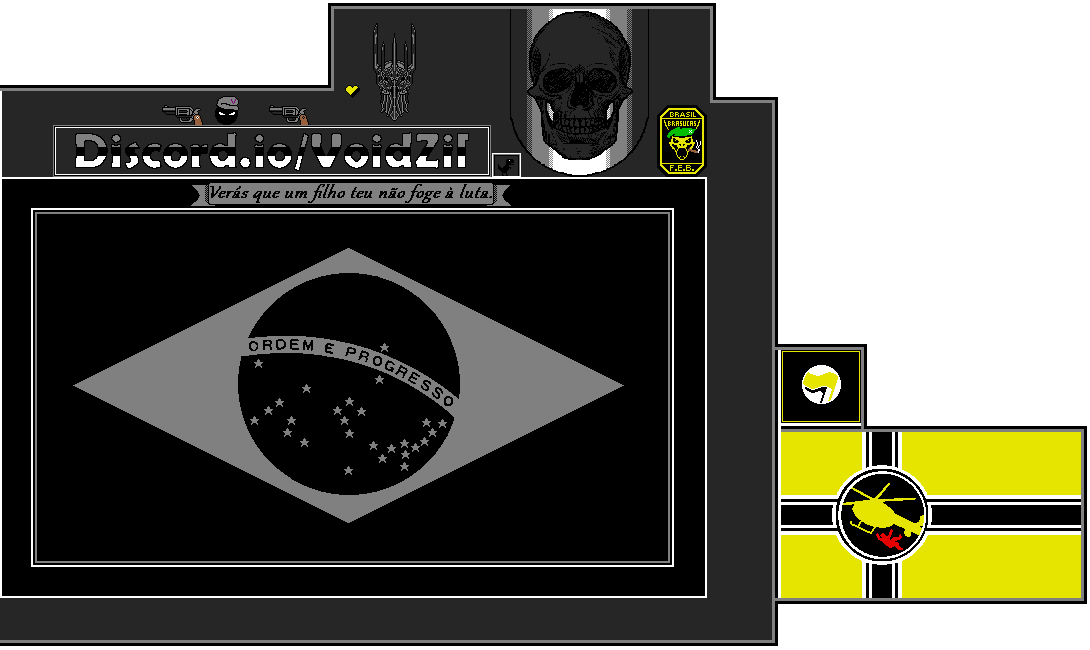 BRASIL
BRASUCAS
F.E.B.
Discord.io/VoidZil
Verás que um filho teu não foge à luta.
ORDEM E PROGRESSO